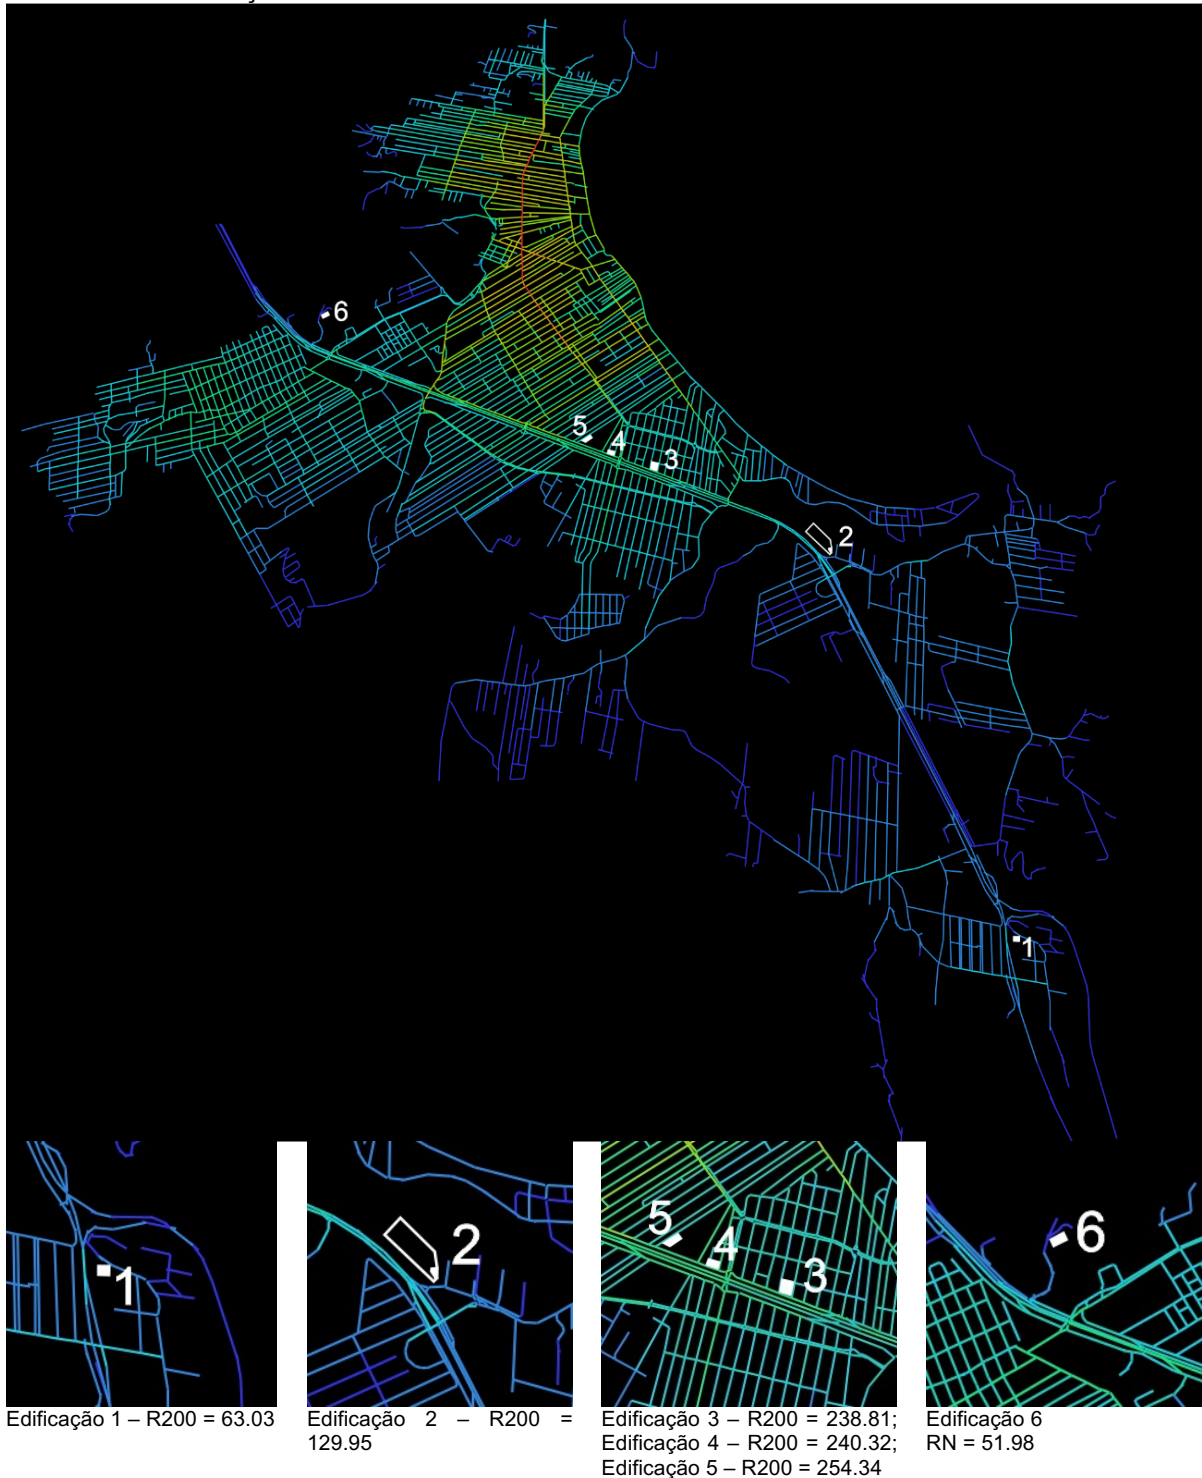 6
5
4
3
2
1
1
2
5
4
3
6
Edificação 1 – R200 = 63.03
Edificação 2 – R200 =
129.95
Edificação 3 – R200 = 238.81;
Edificação 4 – R200 = 240.32;
Edificação 5 – R200 = 254.34
Edificação 6
RN = 51.98